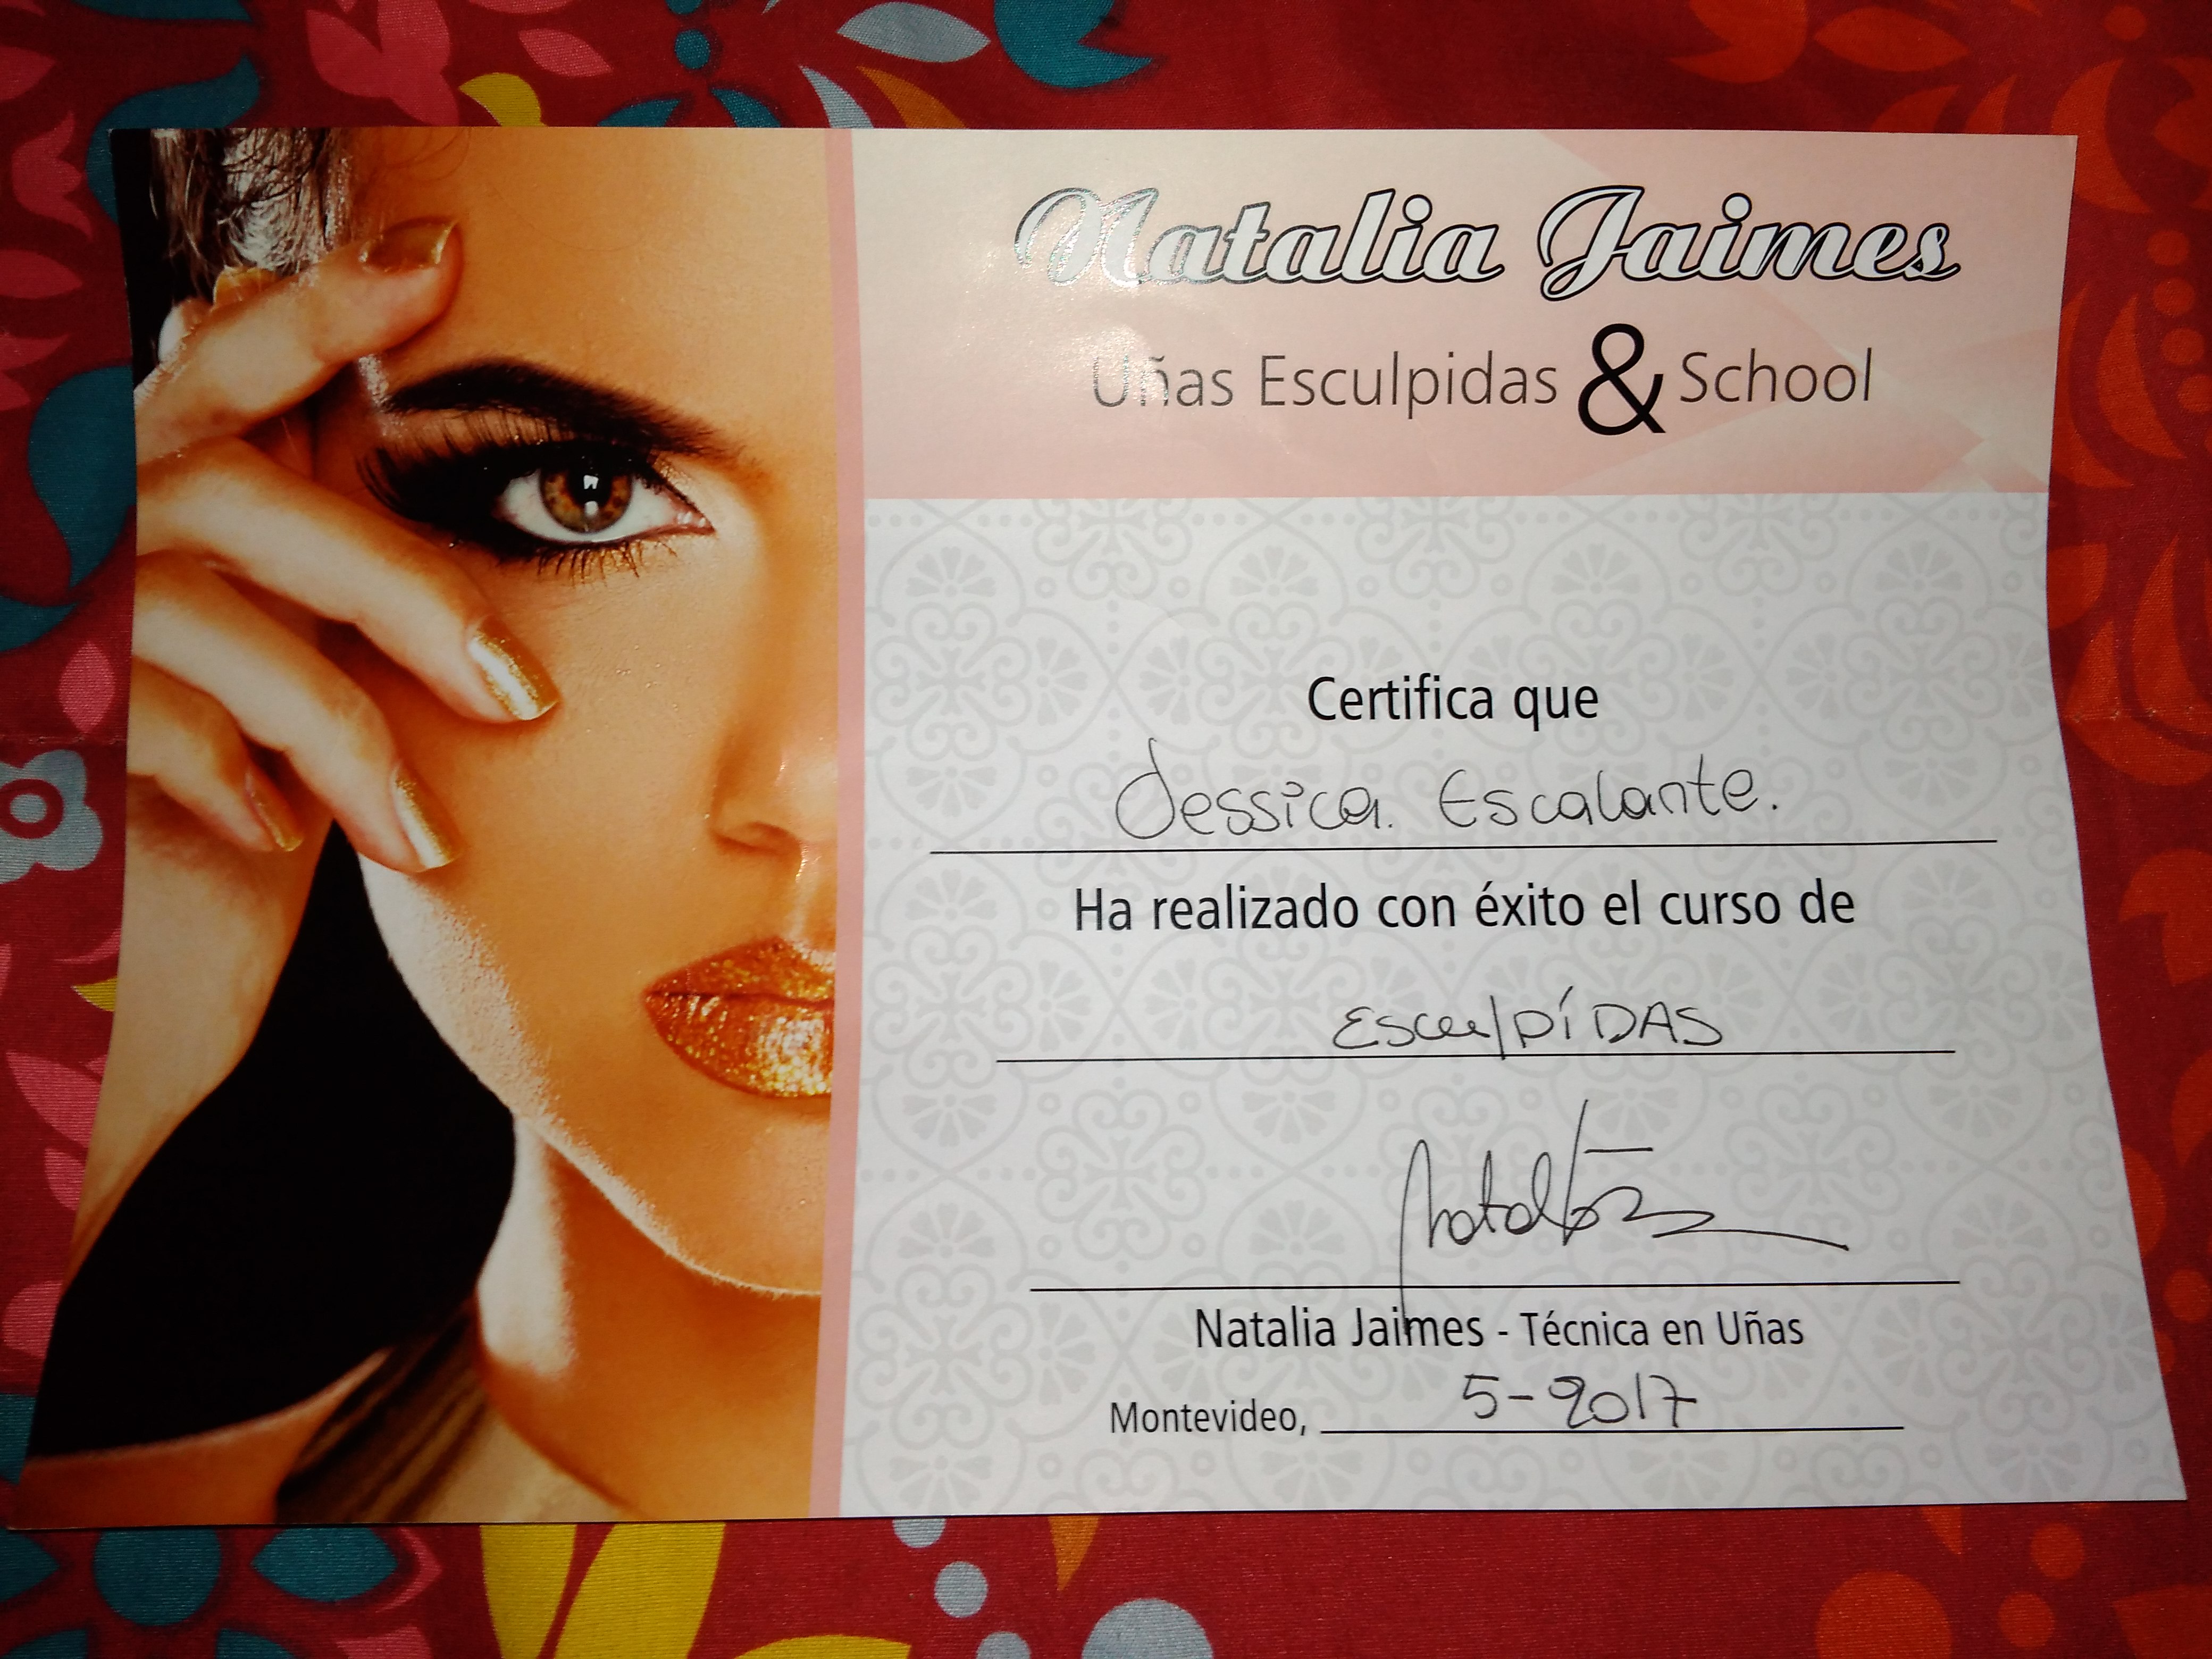 Natalia Jaimes
Uñas Esculpidas & School
Certifica que
Jessica. Escalante.
Ha realizado con éxito el curso de
EsculpíDAS
Natalia Jaimes - Técnica en Uñas
Montevideo, 5-2017